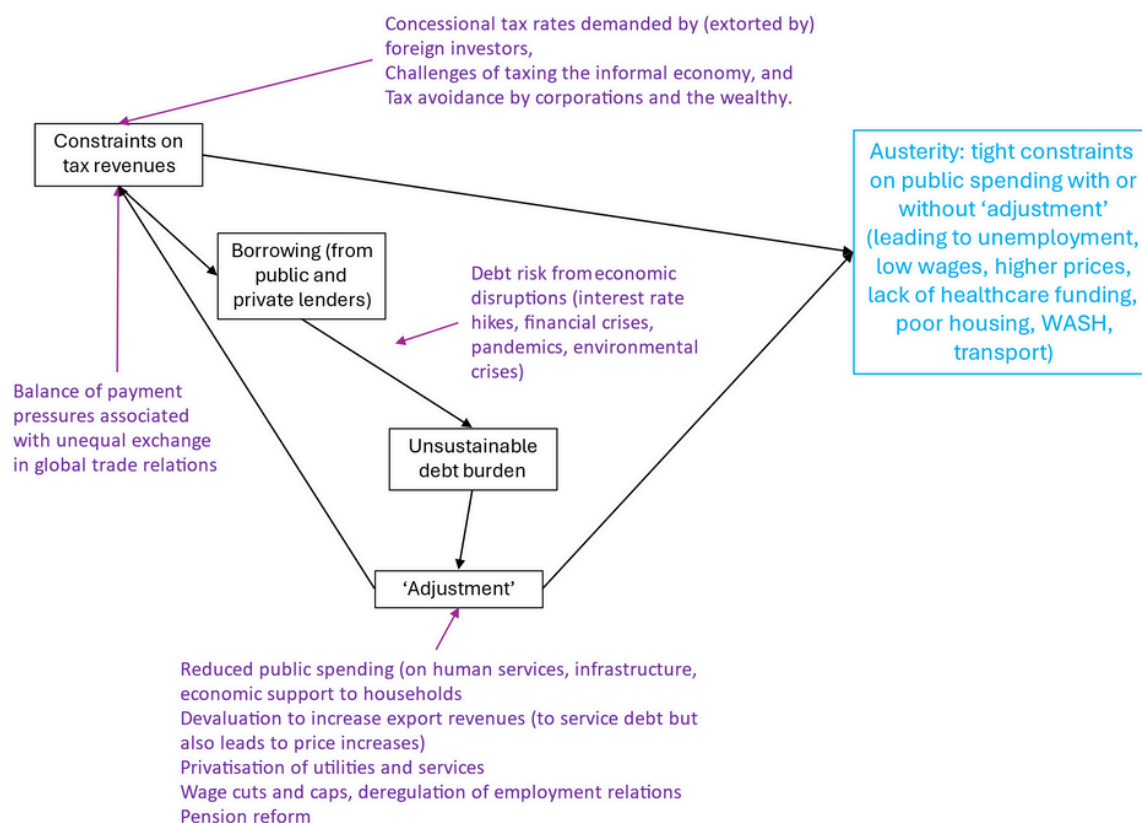 Concessional tax rates demanded by (extorted by)
foreign investors,
Challenges of taxing the informal economy, and
Tax avoidance by corporations and the wealthy.
Constraints on
tax revenues
Austerity: tight constraints
on public spending with or
without ‘adjustment’
(leading to unemployment,
low wages, higher prices,
lack of healthcare funding,
poor housing, WASH,
transport)
Borrowing (from
public and
private lenders)
Debt risk from economic
disruptions (interest rate
hikes, financial crises,
pandemics, environmental
crises)
Balance of payment
pressures associated
with unequal exchange
in global trade relations
Unsustainable
debt burden
‘Adjustment’
Reduced public spending (on human services, infrastructure,
economic support to households
Devaluation to increase export revenues (to service debt but
also leads to price increases)
Privatisation of utilities and services
Wage cuts and caps, deregulation of employment relations
Pension reform